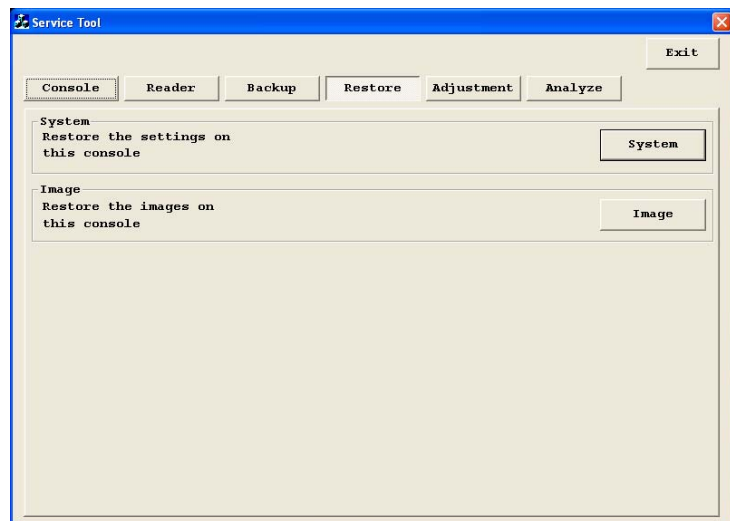 Service Tool
Exit
Console Reader Backup Restore Adjustment Analyze
System
Restore the settings on
this console
System
Image
Restore the images on
this console
Image